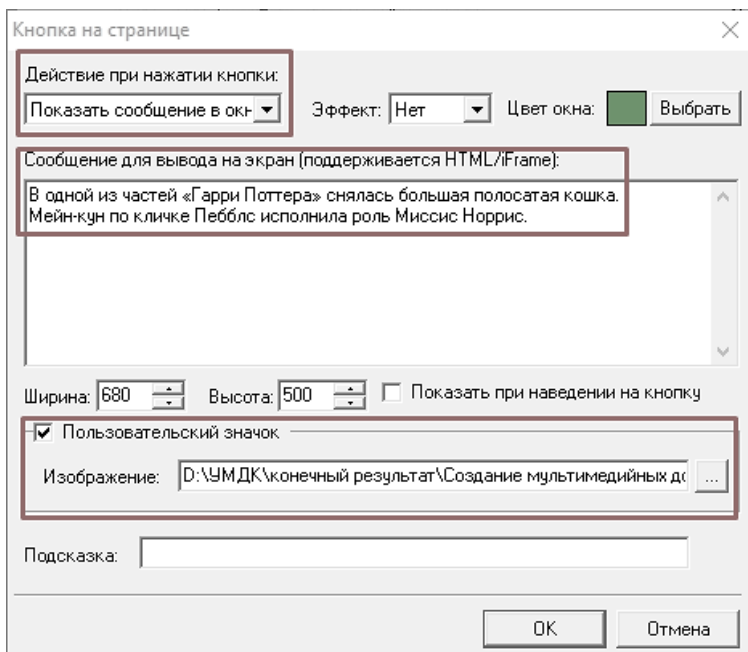 Кнопка на странице
Действие при нажатии кнопки:
Показать сообщение в окн Эффект: Нет Цвет окна: Выбрать
Сообщение для вывода на экран (поддерживается HTML/iFrame):
В одной из частей «Гарри Поттера» снялась большая полосатая кошка.
Мейн-кун по кличке Пебблс исполнила роль Миссис Норрис.
Ширина: 680 Высота: 500 Показать при наведении на кнопку
Пользовательский значок
Изображение: D:\УМДК\конечный результат\Создание мультимедийных до ...
Подсказка:
OK Отмена